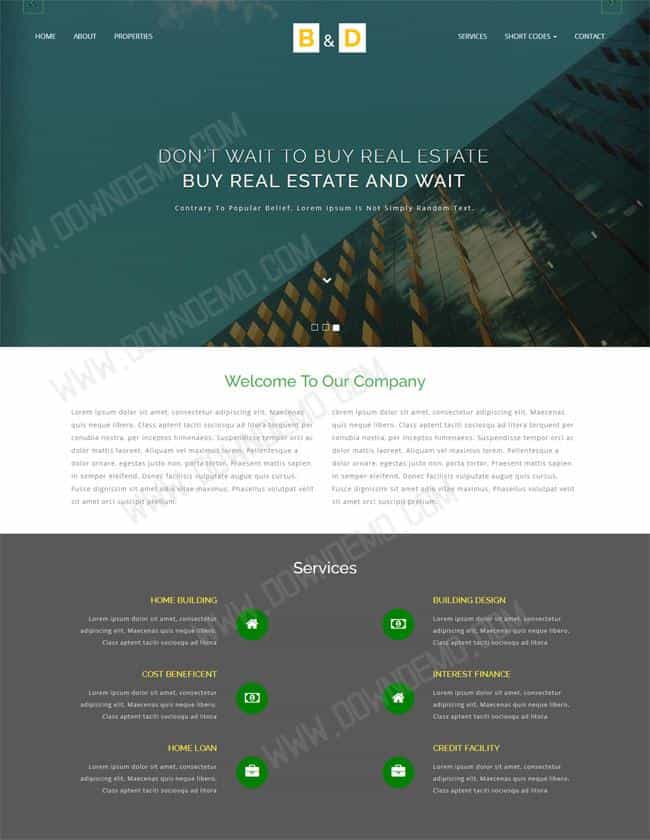 HOME ABOUT PROPERTIES B & D SERVICES SHORT CODES CONTACT
DON'T WAIT TO BUY REAL ESTATE
BUY REAL ESTATE AND WAIT
Contrary To Popular Belief, Lorem Ipsum Is Not Simply Random Text.
Welcome To Our Company
Lorem ipsum dolor sit amet, consectetur adipiscing elit. Maecenas
quis neque libero. Class aptent taciti sociosqu ad litora torquent per
conubia nostra, per inceptos himenaeos. Suspendisse tempor orci ac
dolor mattis laoreet. Aliquam vel maximus lorem. Pellentesque a
dolor ornare, egestas justo non, porta tortor. Praesent mattis sapien
in semper eleifend. Donec facilisis vulputate augue quis cursus.
Fusce dignissim sit amet odio vitae maximus. Phasellus volutpat est
sit amet orci suscipit pretium.
Lorem ipsum dolor sit amet, consectetur adipiscing elit. Maecenas
quis neque libero. Class aptent taciti sociosqu ad litora torquent per
conubia nostra, per inceptos himenaeos. Suspendisse tempor orci ac
dolor mattis laoreet. Aliquam vel maximus lorem. Pellentesque a
dolor ornare, egestas justo non, porta tortor. Praesent mattis sapien
in semper eleifend. Donec facilisis vulputate augue quis cursus.
Fusce dignissim sit amet odio vitae maximus. Phasellus volutpat est
sit amet orci suscipit pretium.
Services
HOME BUILDING
Lorem ipsum dolor sit amet, consectetur
adipiscing elit. Maecenas quis neque libero.
Class aptent taciti sociosqu ad litora
BUILDING DESIGN
Lorem ipsum dolor sit amet, consectetur
adipiscing elit. Maecenas quis neque libero.
Class aptent taciti sociosqu ad litora
COST BENEFICENT
Lorem ipsum dolor sit amet, consectetur
adipiscing elit. Maecenas quis neque libero.
Class aptent taciti sociosqu ad litora
INTEREST FINANCE
Lorem ipsum dolor sit amet, consectetur
adipiscing elit. Maecenas quis neque libero.
Class aptent taciti sociosqu ad litora
HOME LOAN
Lorem ipsum dolor sit amet, consectetur
adipiscing elit. Maecenas quis neque libero.
Class aptent taciti sociosqu ad litora
CREDIT FACILITY
Lorem ipsum dolor sit amet, consectetur
adipiscing elit. Maecenas quis neque libero.
Class aptent taciti sociosqu ad litora
WWW.DOWNDEMO.COM
WWW.DOWNDEMO.COM
WWW.DOWNDEMO.COM
WWW.DOWNDEMO.COM
WWW.DOWNDEMO.COM